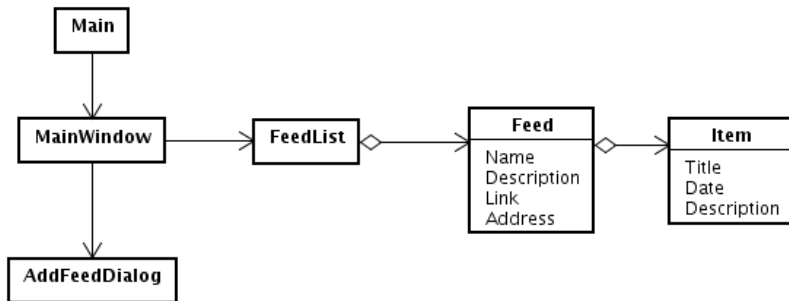 Main
MainWindow
FeedList
Feed
Name
Description
Link
Address
Item
Title
Date
Description
AddFeedDialog